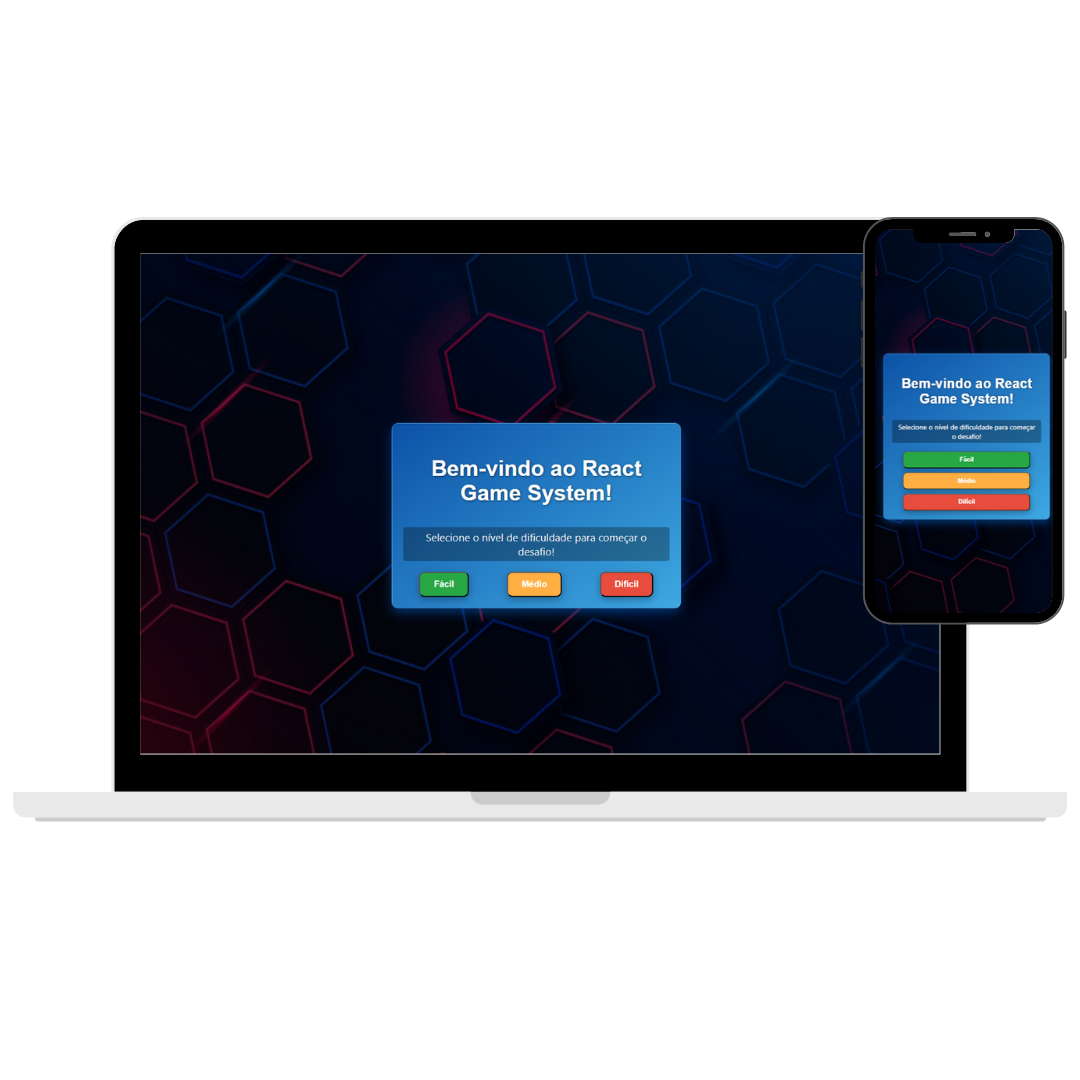 Bem-vindo ao React
Game System!
Selecione o nível de dificuldade para começar o
desafio!
Fácil
Médio
Difícil
Bem-vindo ao React
Game System!
Selecione o nível de dificuldade para começar
o desafio!
Fácil
Médio
Difícil